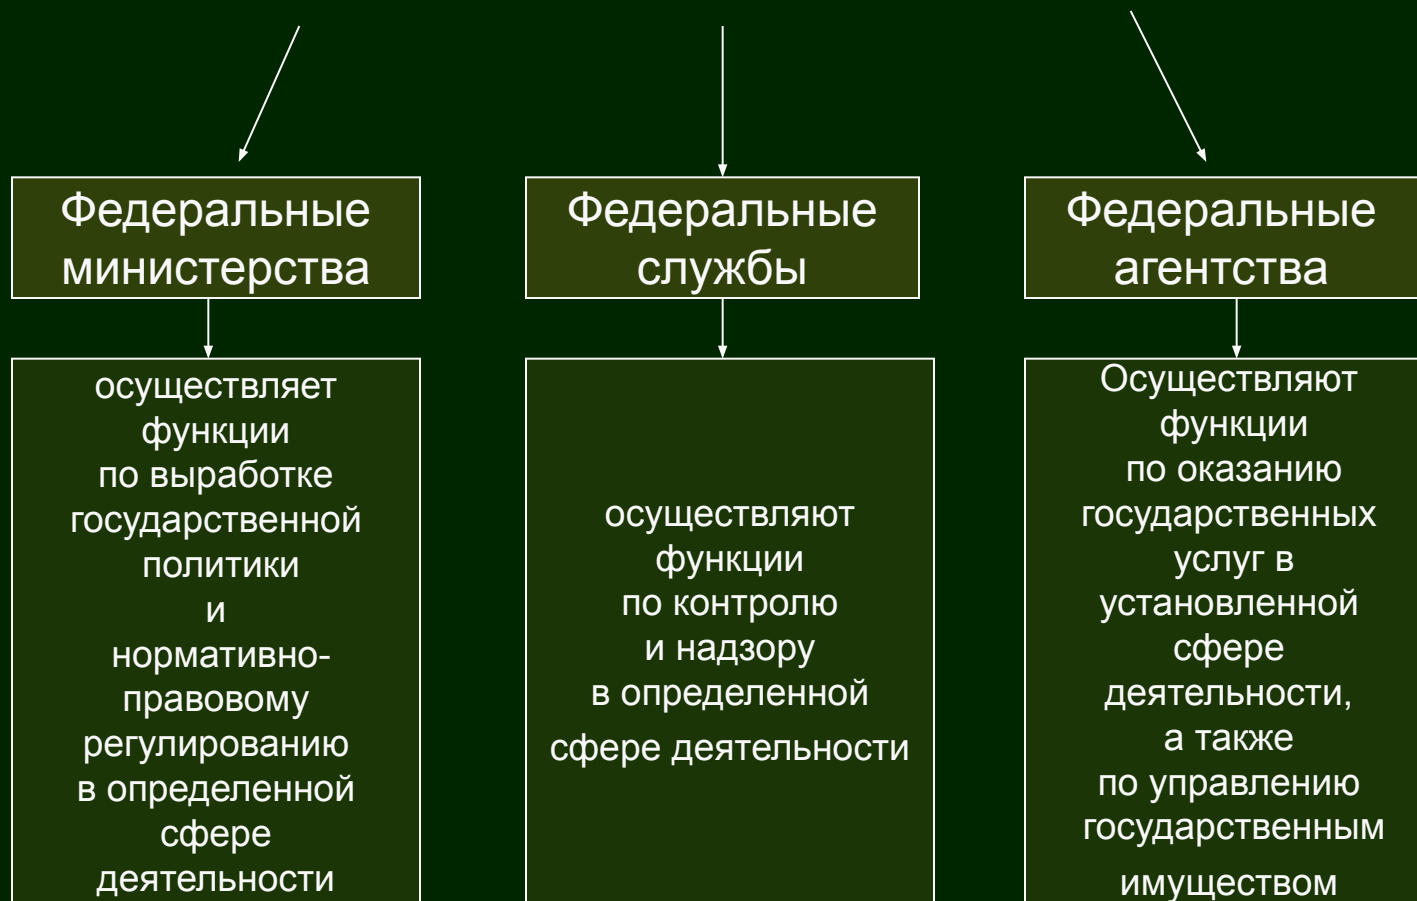 Федеральные
министерства
Федеральные
службы
Федеральные
агентства
осуществляет
функции
по выработке
государственной
политики
и
нормативно-
правовому
регулированию
в определенной
сфере
деятельности
осуществляют
функции
по контролю
и надзору
в определенной
сфере деятельности
Осуществляют
функции
по оказанию
государственных
услуг в
установленной
сфере
деятельности,
а также
по управлению
государственным
имуществом